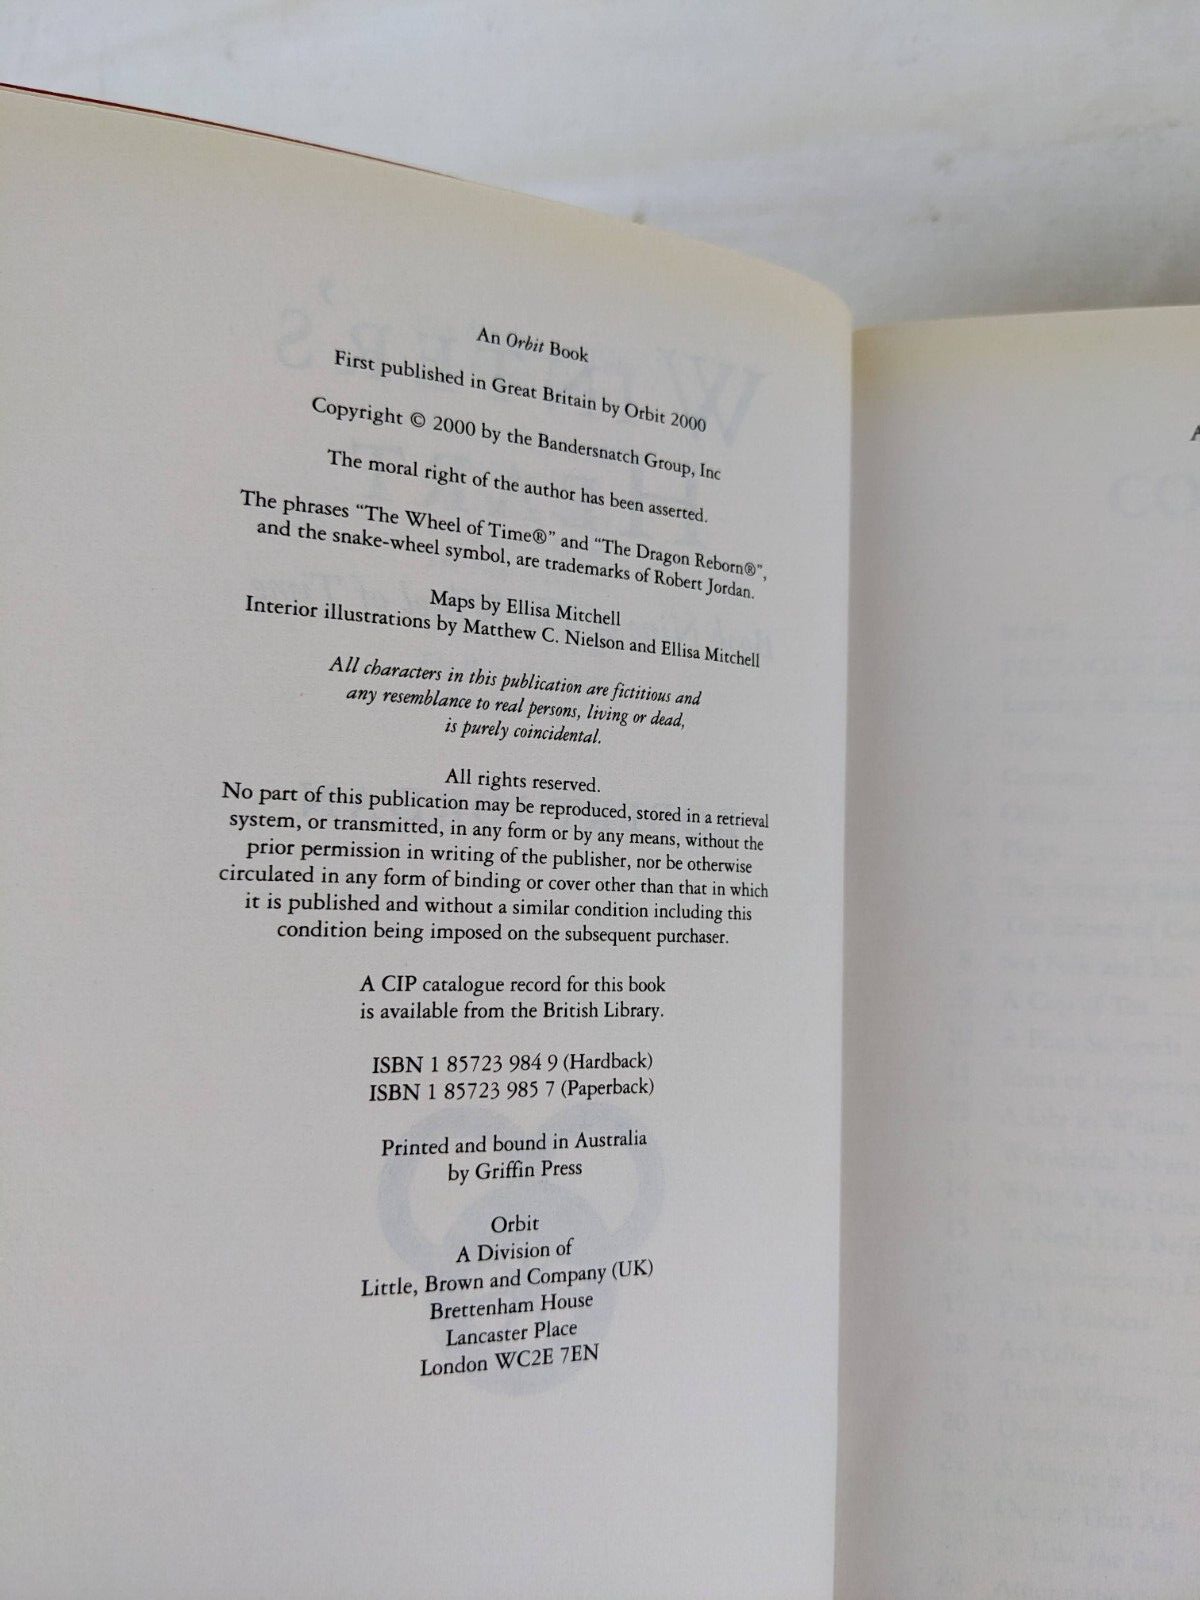 An Orbit Book
First published in Great Britain by Orbit 2000
Copyright © 2000 by the Bandersnatch Group, Inc
The moral right of the author has been asserted.
The phrases “The Wheel of Time®” and “The Dragon Reborn®”,
and the snake-wheel symbol, are trademarks of Robert Jordan.
Maps by Ellisa Mitchell
Interior illustrations by Matthew C. Nielson and Ellisa Mitchell
All characters in this publication are fictitious and
any resemblance to real persons, living or dead,
is purely coincidental.
All rights reserved.
No part of this publication may be reproduced, stored in a retrieval
system, or transmitted, in any form or by any means, without the
prior permission in writing of the publisher, nor be otherwise
circulated in any form of binding or cover other than that in which
it is published and without a similar condition including this
condition being imposed on the subsequent purchaser.
A CIP catalogue record for this book
is available from the British Library.
ISBN 1 85723 984 9 (Hardback)
ISBN 1 85723 985 7 (Paperback)
Printed and bound in Australia
by Griffin Press
Orbit
A Division of
Little, Brown and Company (UK)
Brettenham House
Lancaster Place
London WC2E 7EN